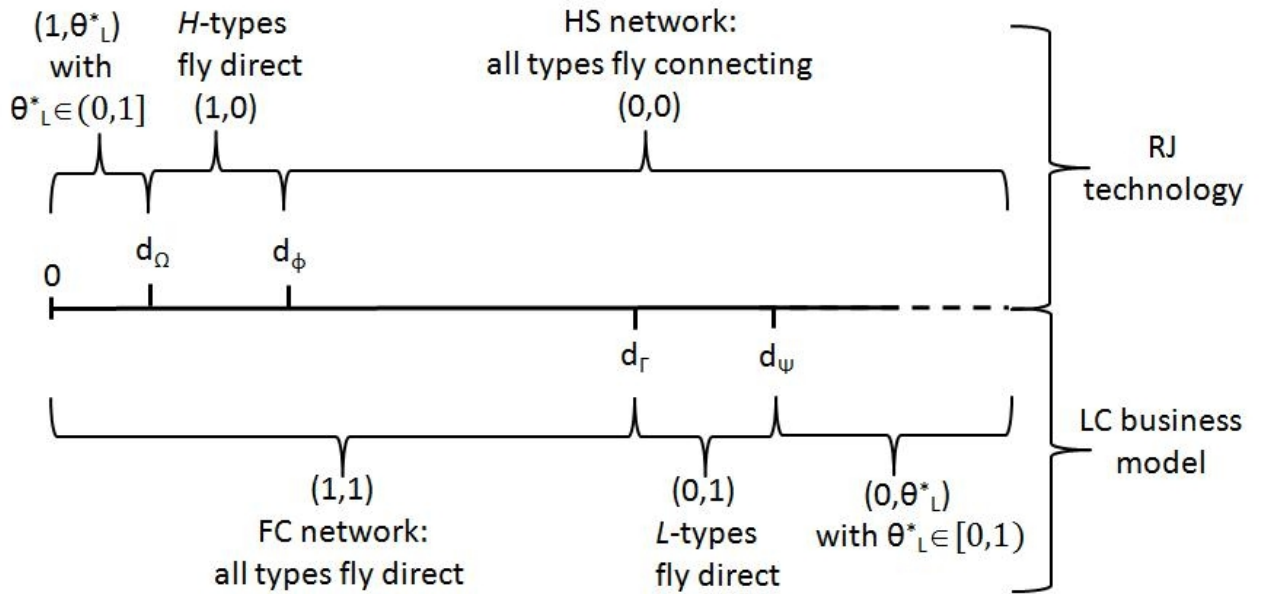 (1,θ*L)
with
θ*L∈(0,1]
H-types
fly direct
(1,0)
HS network:
all types fly connecting
(0,0)
RJ
technology
0
dΩ
dϕ
dΓ
dψ
(1,1)
FC network:
all types fly direct
(0,1)
L-types
fly direct
(0,θ*L)
with θ*L∈[0,1)
LC business
model